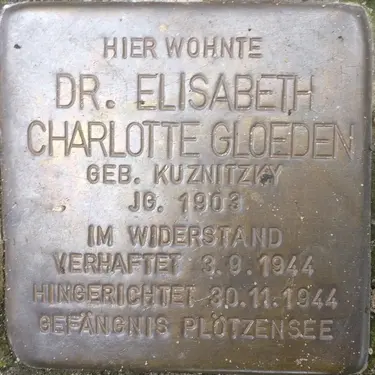 HIER WOHNTE
DR. ELISABETH
CHARLOTTE GLOEDEN
GEB. KUZNITZKY
JG. 1903
IM WIDERSTAND
VERHAFTET 3.9.1944
HINGERICHTET 30.11.1944
GEFÄNGNIS PLÖTZENSEE